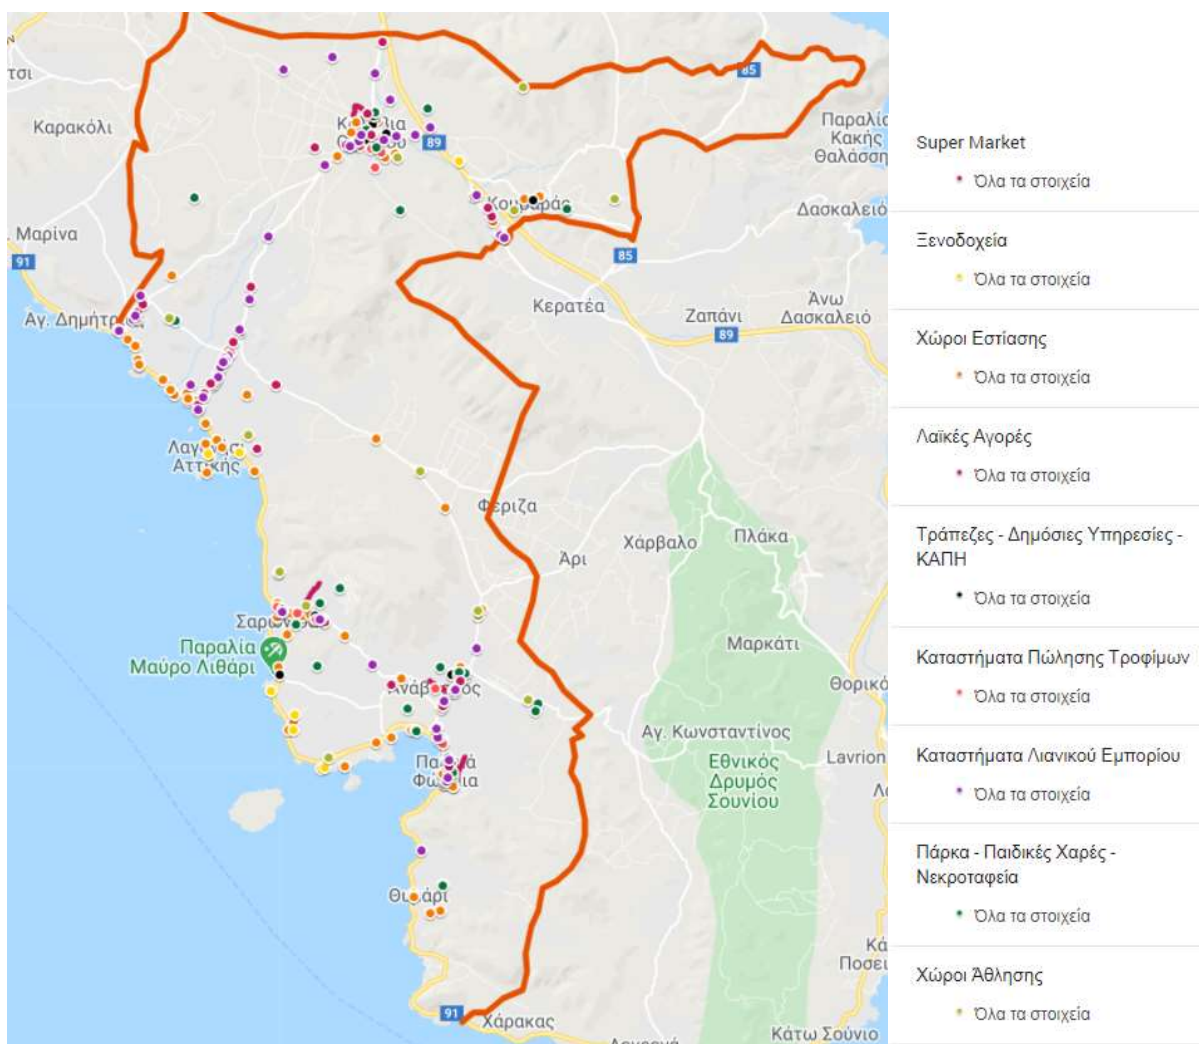 Καρακόλι
89
85
Παραλία
Κακής
Θαλάσση
Δασκαλειό
. Μαρίνα
91
85
Αγ. Δημήτρ
Κερατέα
Ζαπάνι
Άνω
Δασκαλειό
89
Αττικής
Φέριζα
Χάρβαλο
Πλάκα
Άρι
Παραλία
Μαύρο Λιθάρι
Μαρκάτι
Θορικό
Αγ. Κωνσταντίνος
Εθνικός
Δρυμός
Σουνίου
Lavrion
91
Χάρακας
Κάτω Σούνιο
Super Market
Όλα τα στοιχεία
Ξενοδοχεία
Όλα τα στοιχεία
Χώροι Εστίασης
Όλα τα στοιχεία
Λαϊκές Αγορές
Όλα τα στοιχεία
Τράπεζες - Δημόσιες Υπηρεσίες -
ΚΑΠΗ
Όλα τα στοιχεία
Καταστήματα Πώλησης Τροφίμων
Όλα τα στοιχεία
Καταστήματα Λιανικού Εμπορίου
Όλα τα στοιχεία
Πάρκα - Παιδικές Χαρές -
Νεκροταφεία
Όλα τα στοιχεία
Χώροι Άθλησης
Όλα τα στοιχεία